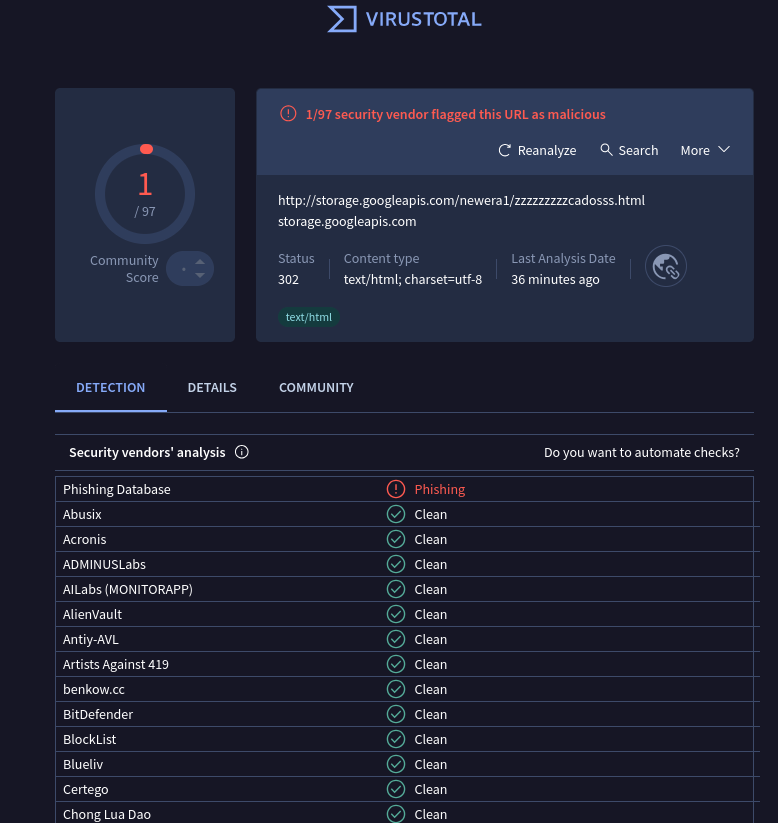 VIRUSTOTAL
1
/ 97
Community
Score
1/97 security vendor flagged this URL as malicious
Reanalyze Search More
http://storage.googleapis.com/newera1/zzzzzzzzzcadosss.html
storage.googleapis.com
Status Content type Last Analysis Date
302 text/html; charset=utf-8 36 minutes ago
text/html
DETECTION DETAILS COMMUNITY
Security vendors' analysis Do you want to automate checks?
Phishing Database Phishing
Abusix Clean
Acronis Clean
ADMINUSLabs Clean
AILabs (MONITORAPP) Clean
AlienVault Clean
Antiy-AVL Clean
Artists Against 419 Clean
benkow.cc Clean
BitDefender Clean
BlockList Clean
Blueliv Clean
Certego Clean
Chong Lua Dao Clean